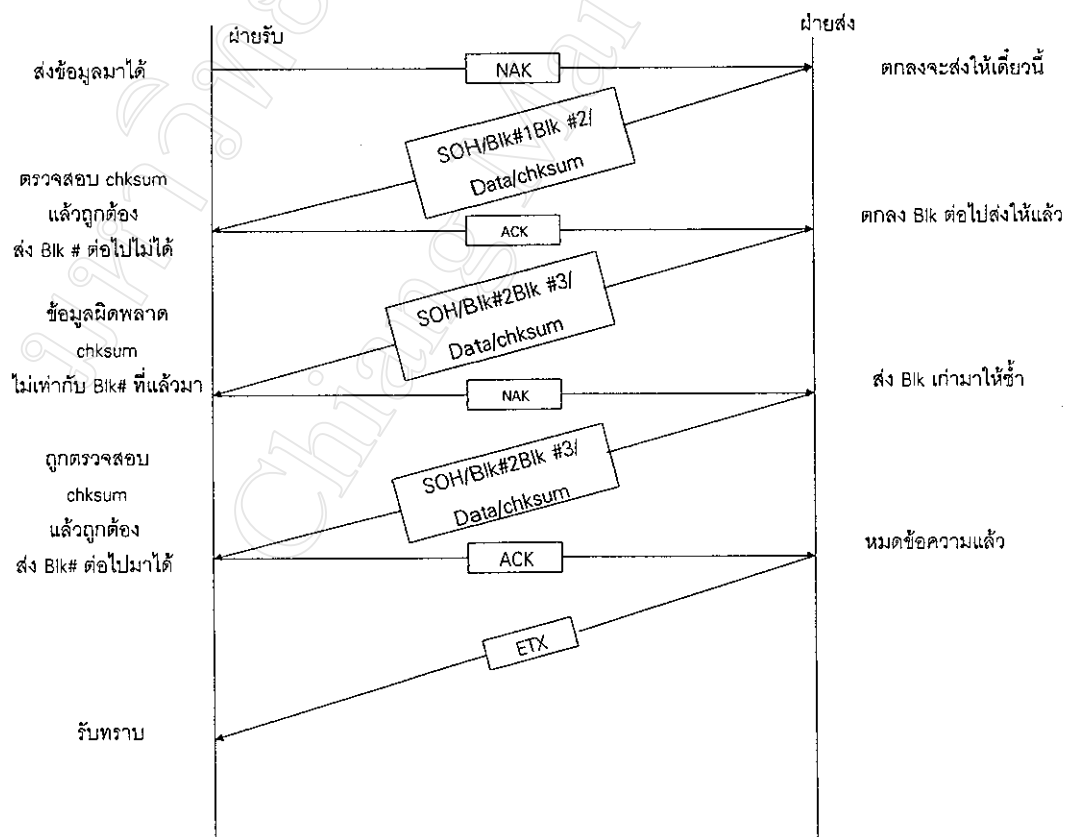 ฝ่ายรับ
ฝ่ายส่ง
ส่งข้อมูลมาได้
NAK
ตกลงจะส่งให้เดี๋ยวนี้
SOH/Blk#1Blk #2/
Data/chksum
ตรวจสอบ chksum
แล้วถูกต้อง
ส่ง Blk # ต่อไปไม่ได้
ACK
ตกลง Blk ต่อไปส่งให้แล้ว
SOH/Blk#2Blk #3/
Data/chksum
ข้อมูลผิดพลาด
chksum
ไม่เท่ากับ Blk# ที่แล้วมา
NAK
ส่ง Blk เก่ามาให้ซ้ำ
SOH/Blk#2Blk #3/
Data/chksum
ถูกตรวจสอบ
chksum
แล้วถูกต้อง
ส่ง Blk# ต่อไปมาได้
ACK
หมดข้อความแล้ว
ETX
รับทราบ
Chiang Mai